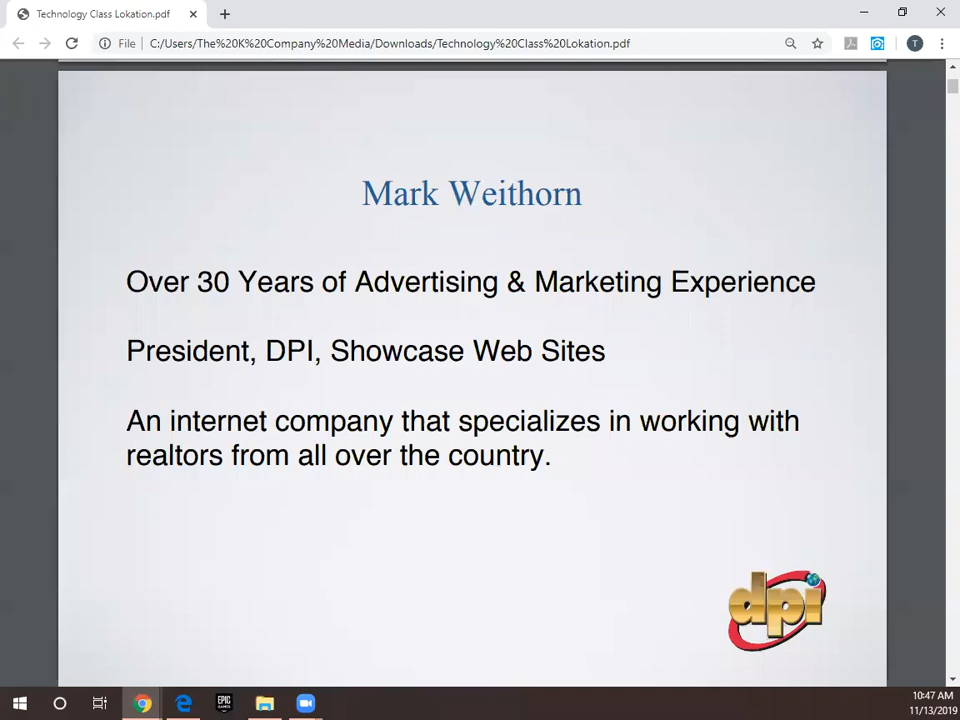 Technology Class Lokation.pdf
File
C:/Users/The%20K%20Company%20Media/Downloads/Technology%20Class%20Lokation.pdf
T
Mark Weithorn
Over 30 Years of Advertising & Marketing Experience
President, DPI, Showcase Web Sites
An internet company that specializes in working with
realtors from all over the country.
dpi
EPIC
GAMES
10:47 AM
11/13/2019